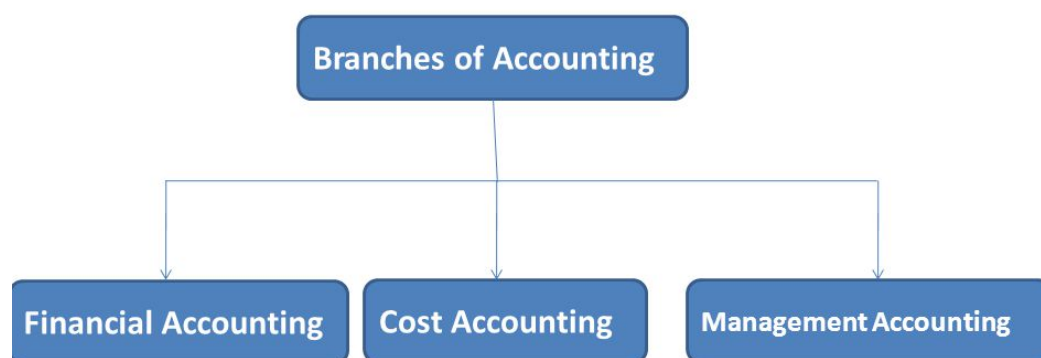 Branches of Accounting
Financial Accounting
Cost Accounting
Management Accounting